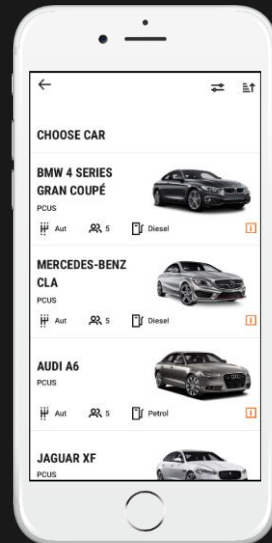 CHOOSE CAR
BMW 4 SERIES
GRAN COUPÉ
PCUS
Aut 5 Diesel
MERCEDES-BENZ
CLA
PCUS
Aut 5 Diesel
AUDI A6
PCUS
Aut 5 Petrol
JAGUAR XF
PCUS